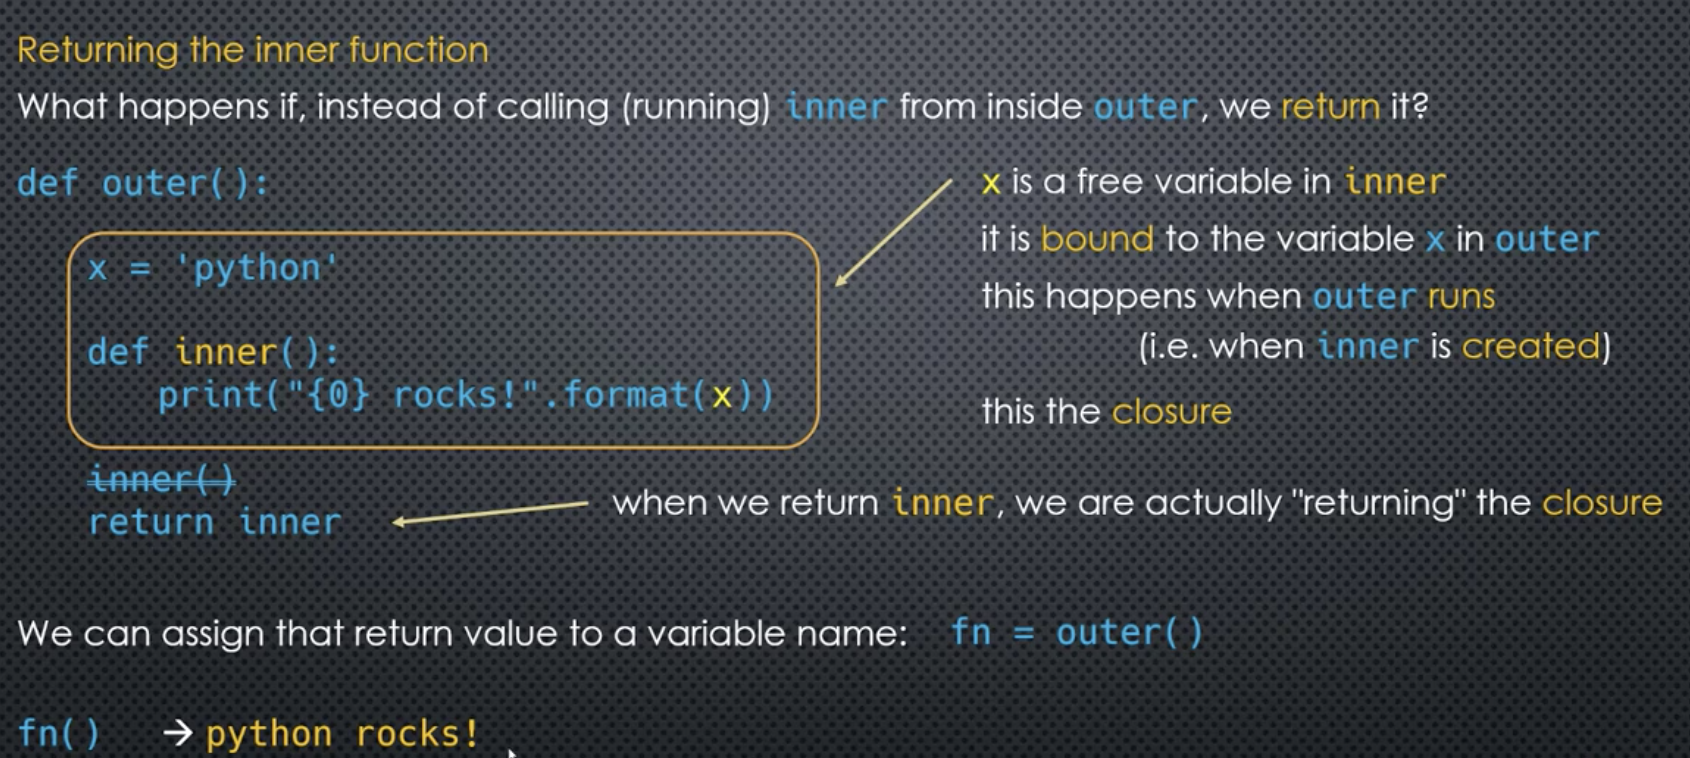 Returning the inner function
What happens if, instead of calling (running) inner from inside outer, we return it?
def outer():
x = 'python'
def inner():
print("{0} rocks!".format(x))
inner()
return inner
x is a free variable in inner
it is bound to the variable x in outer
this happens when outer runs
(i.e. when inner is created)
this the closure
when we return inner, we are actually "returning" the closure
We can assign that return value to a variable name: fn = outer()
fn() → python rocks!